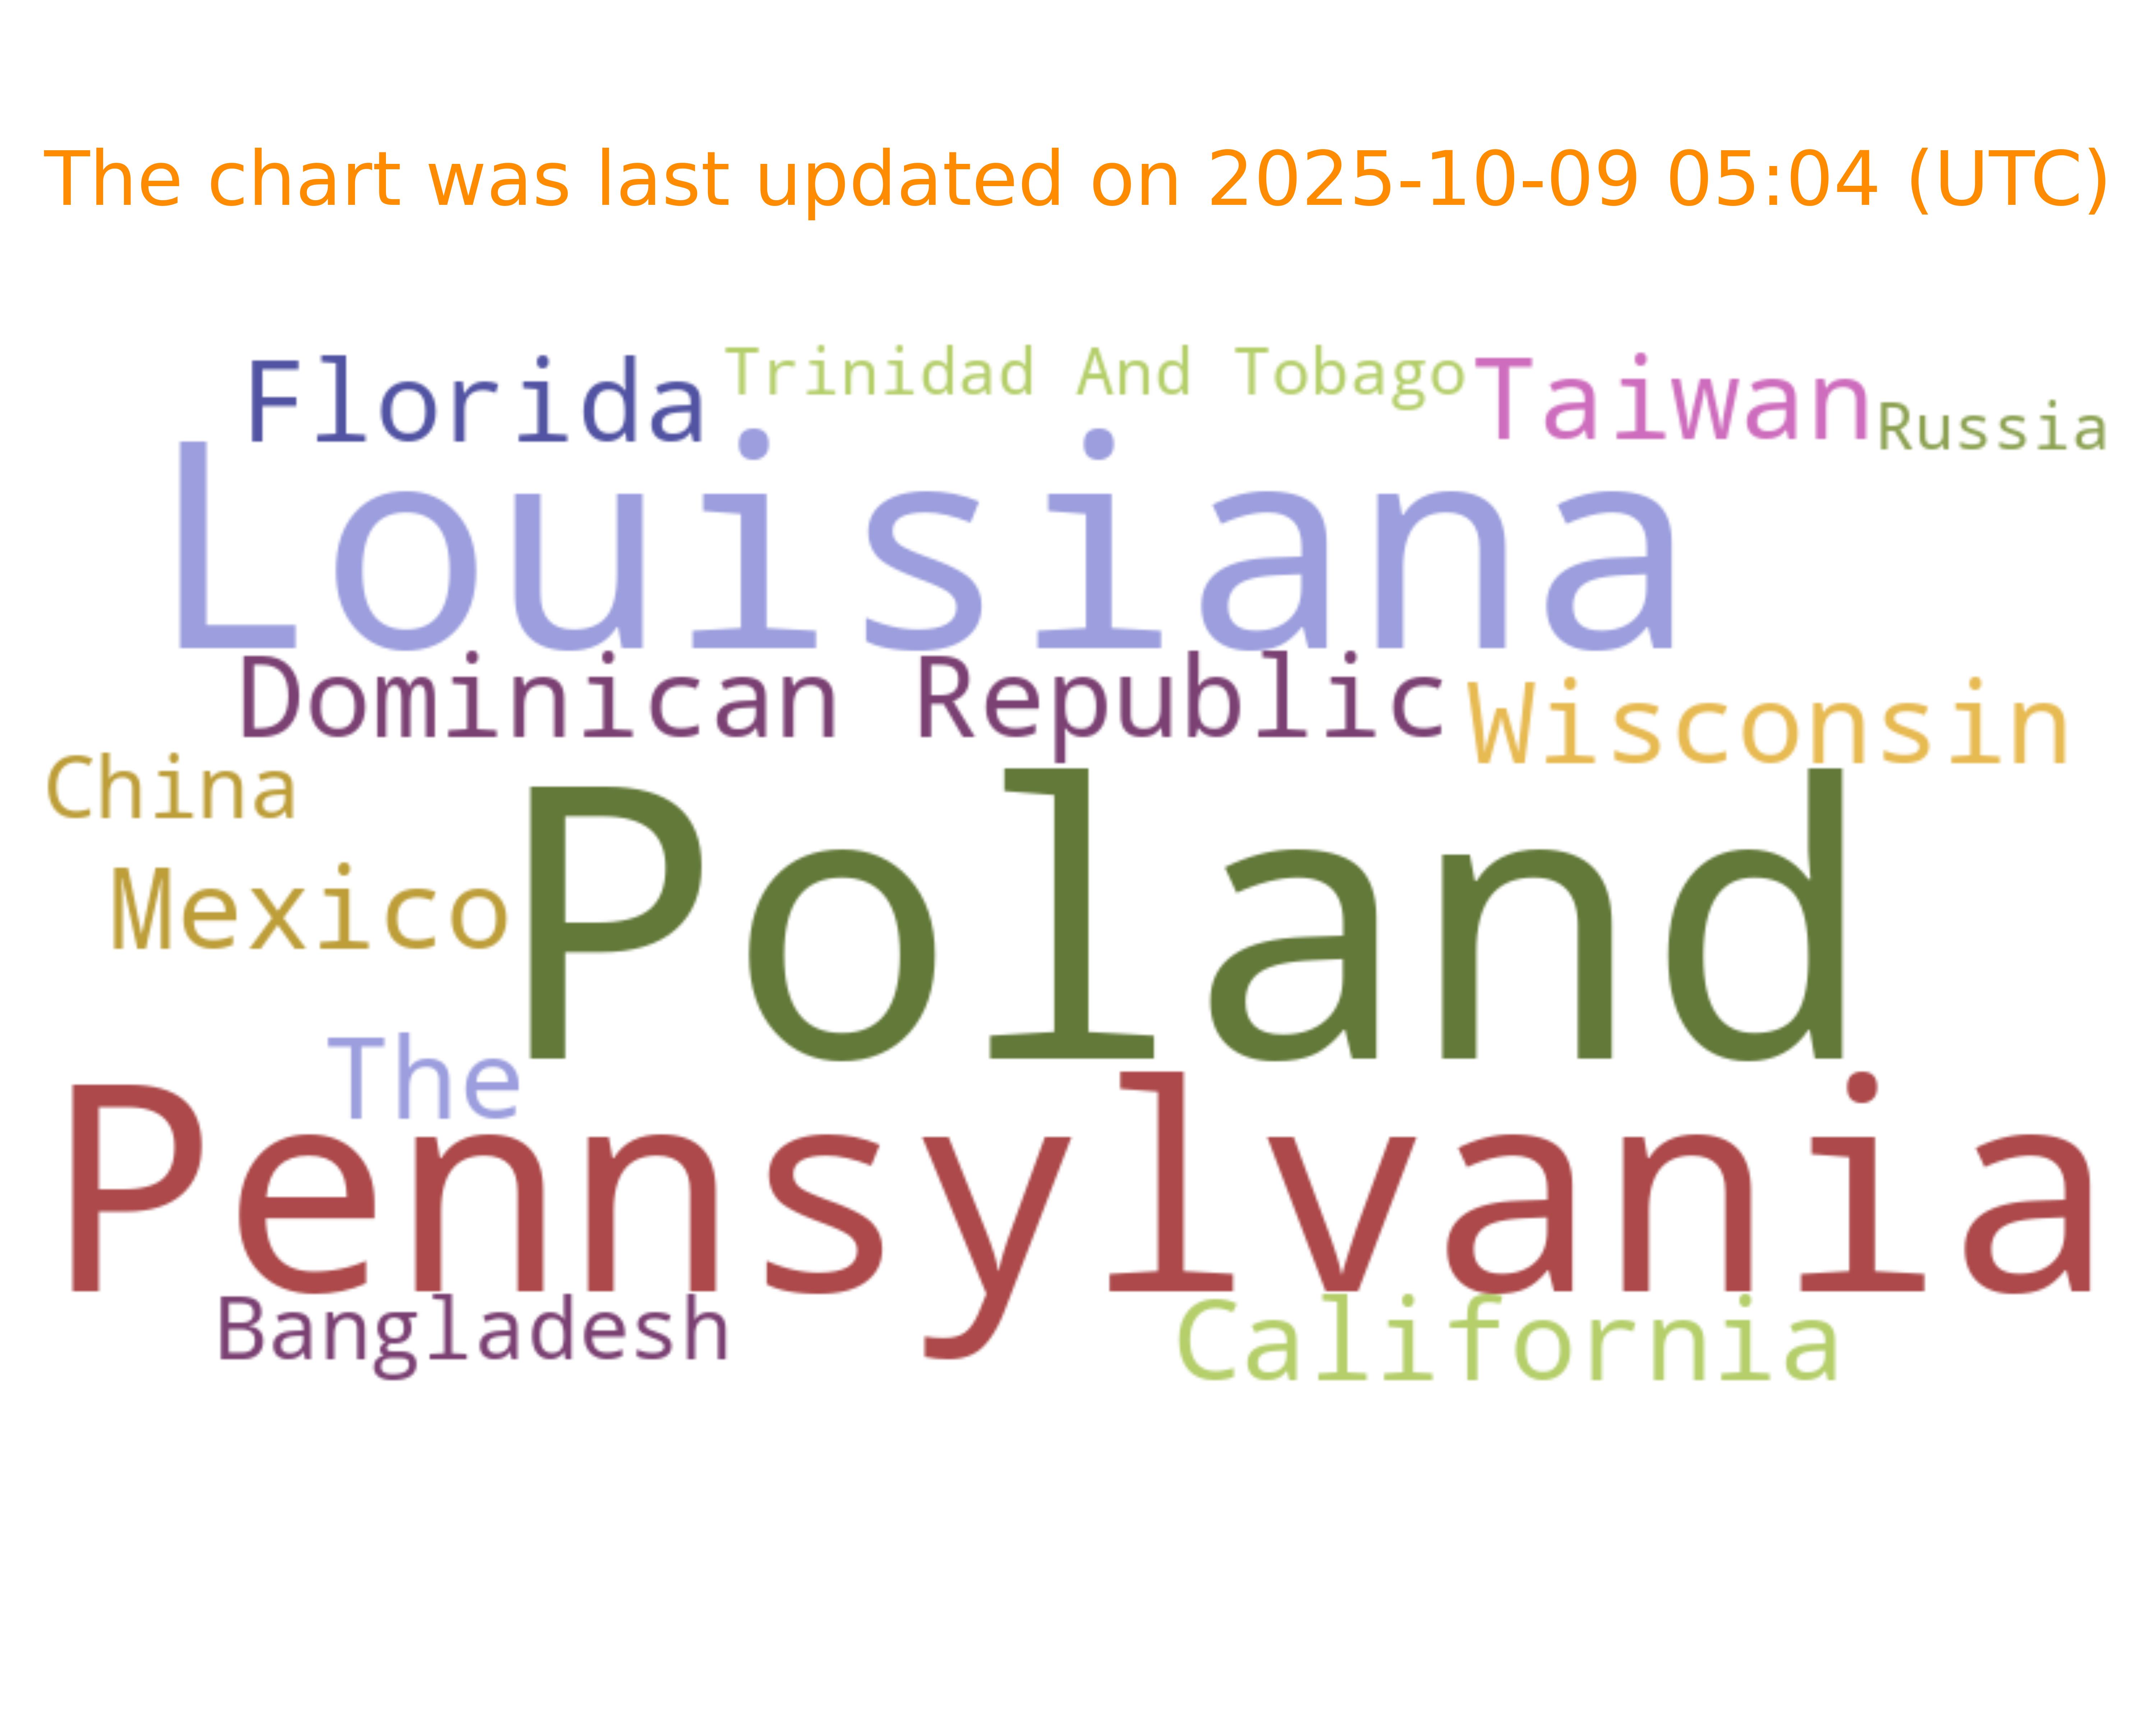 The chart was last updated on 2025-10-09 05:04 (UTC)
Florida Trinidad And Tobago Taiwan Russia
Louisiana
Dominican Republic Wisconsin
China
Mexico Poland
The
Pennsylvania
Bangladesh California